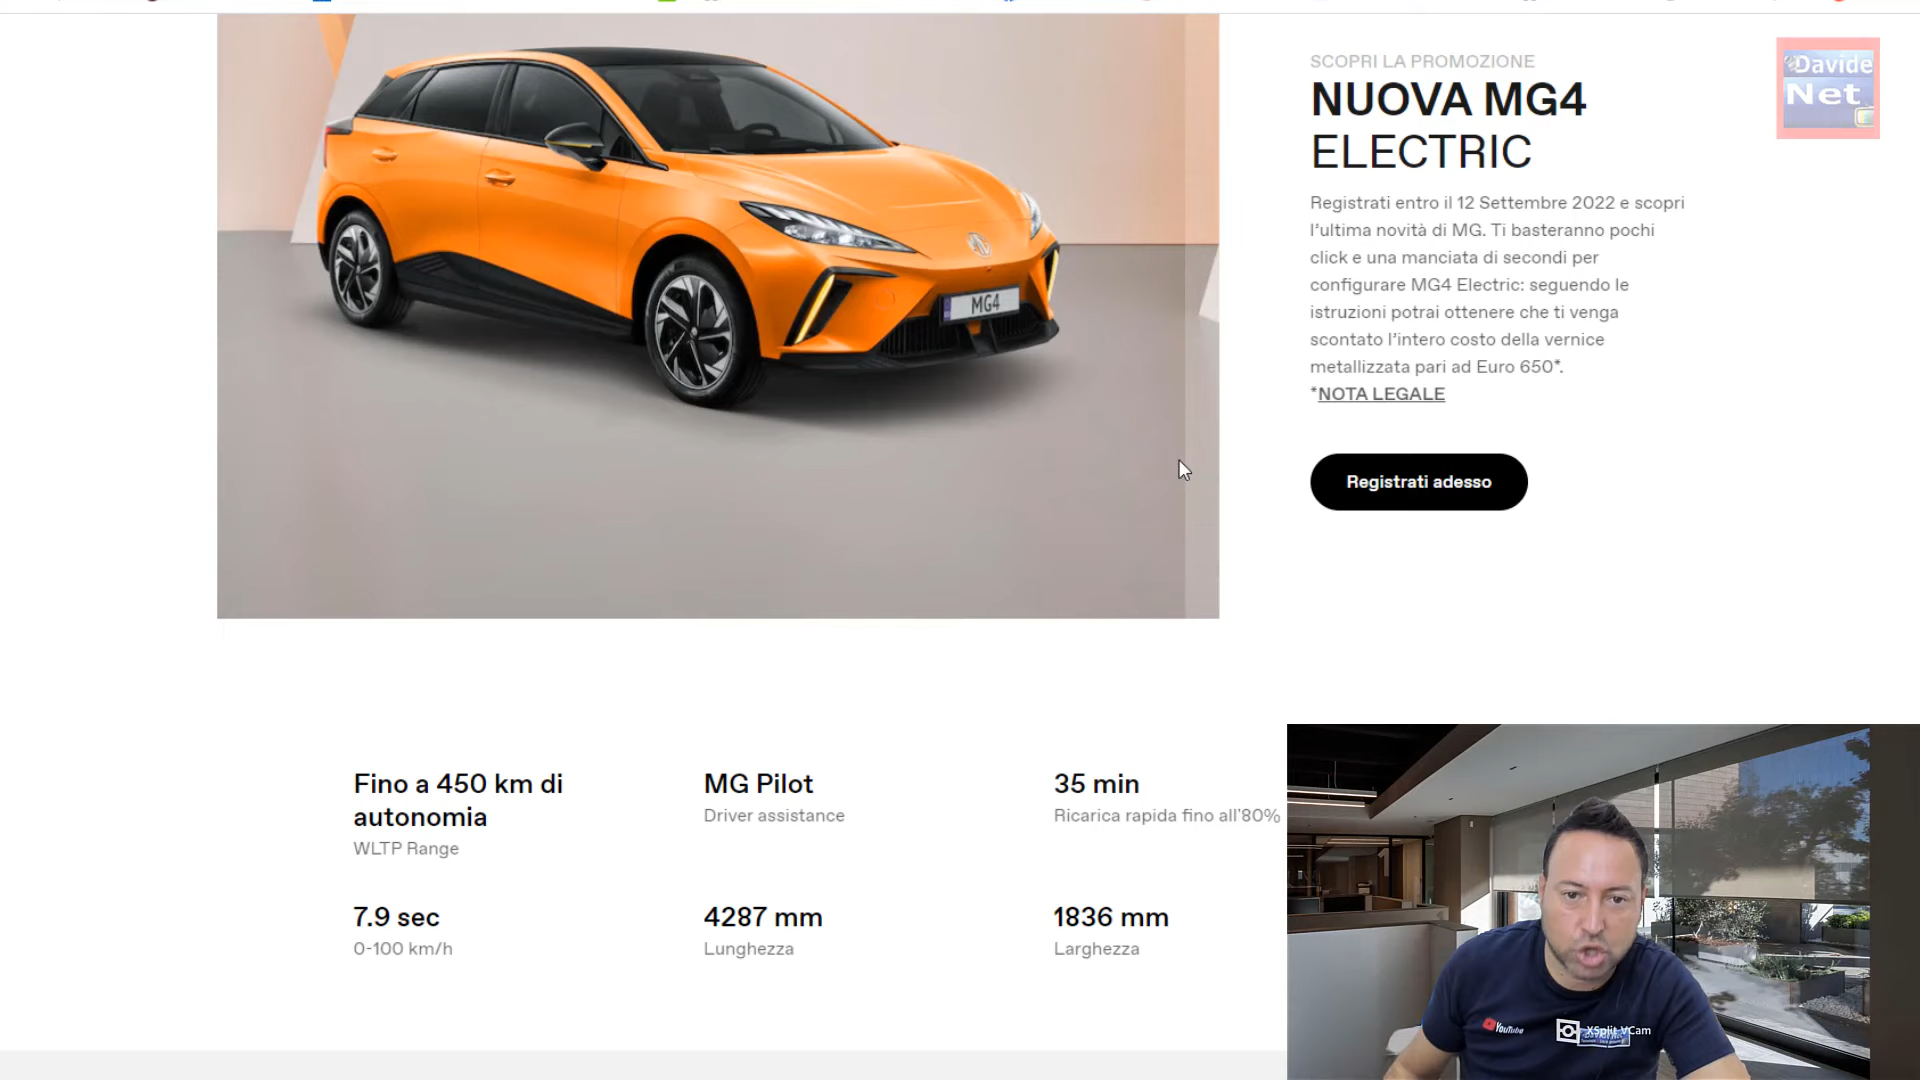 SCOPRI LA PROMOZIONE
NUOVA MG4
ELECTRIC
Registrati entro il 12 Settembre 2022 e scopri
l'ultima novità di MG. Ti basteranno pochi
click e una manciata di secondi per
configurare MG4 Electric: seguendo le
istruzioni potrai ottenere che ti venga
scontato l'intero costo della vernice
metallizzata pari ad Euro 650*.
*NOTA LEGALE
Registrati adesso
Davide
Net
MG4
Fino a 450 km di
autonomia
WLTP Range
MG Pilot
Driver assistance
35 min
Ricarica rapida fino all'80%
7.9 sec
0-100 km/h
4287 mm
Lunghezza
1836 mm
Larghezza
YouTube
XSplit VCam